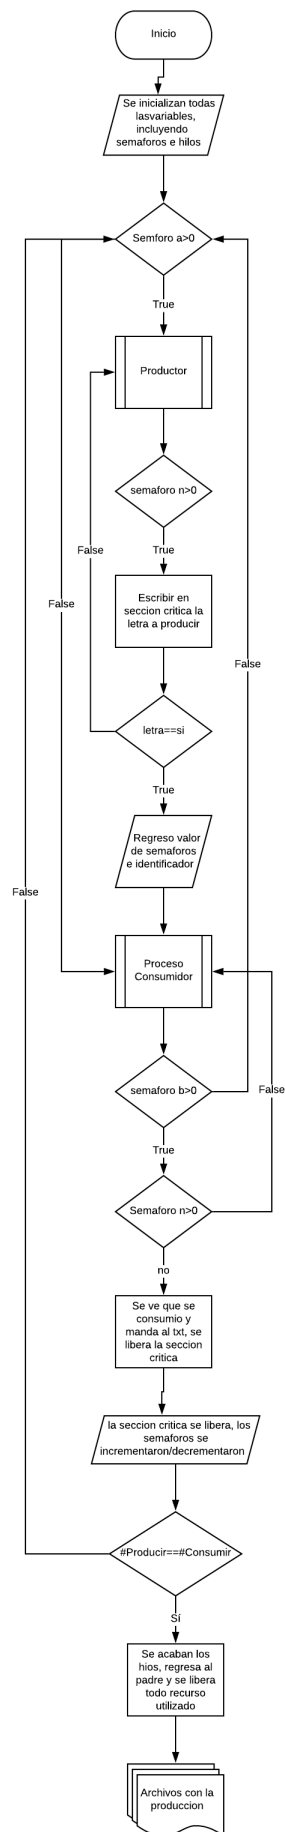 Inicio
Se inicializan todas
lasvariables,
incluyendo
semaforos e hilos
Semforo a>0
True
Productor
semaforo n>0
False
True
Escribir en
seccion critica la
letra a producir
False
False
letra==si
True
Regreso valor
de semaforos
e identificador
False
Proceso
Consumidor
semaforo b>0
False
True
Semaforo n>0
no
Se ve que se
consumio y
manda al txt, se
libera la seccion
critica
la seccion critica se libera, los
semaforos se
incrementaron/decrementaron
#Producir==#Consumir
Sí
Se acaban los
hios, regresa al
padre y se libera
todo recurso
utilizado
Archivos con la
produccion